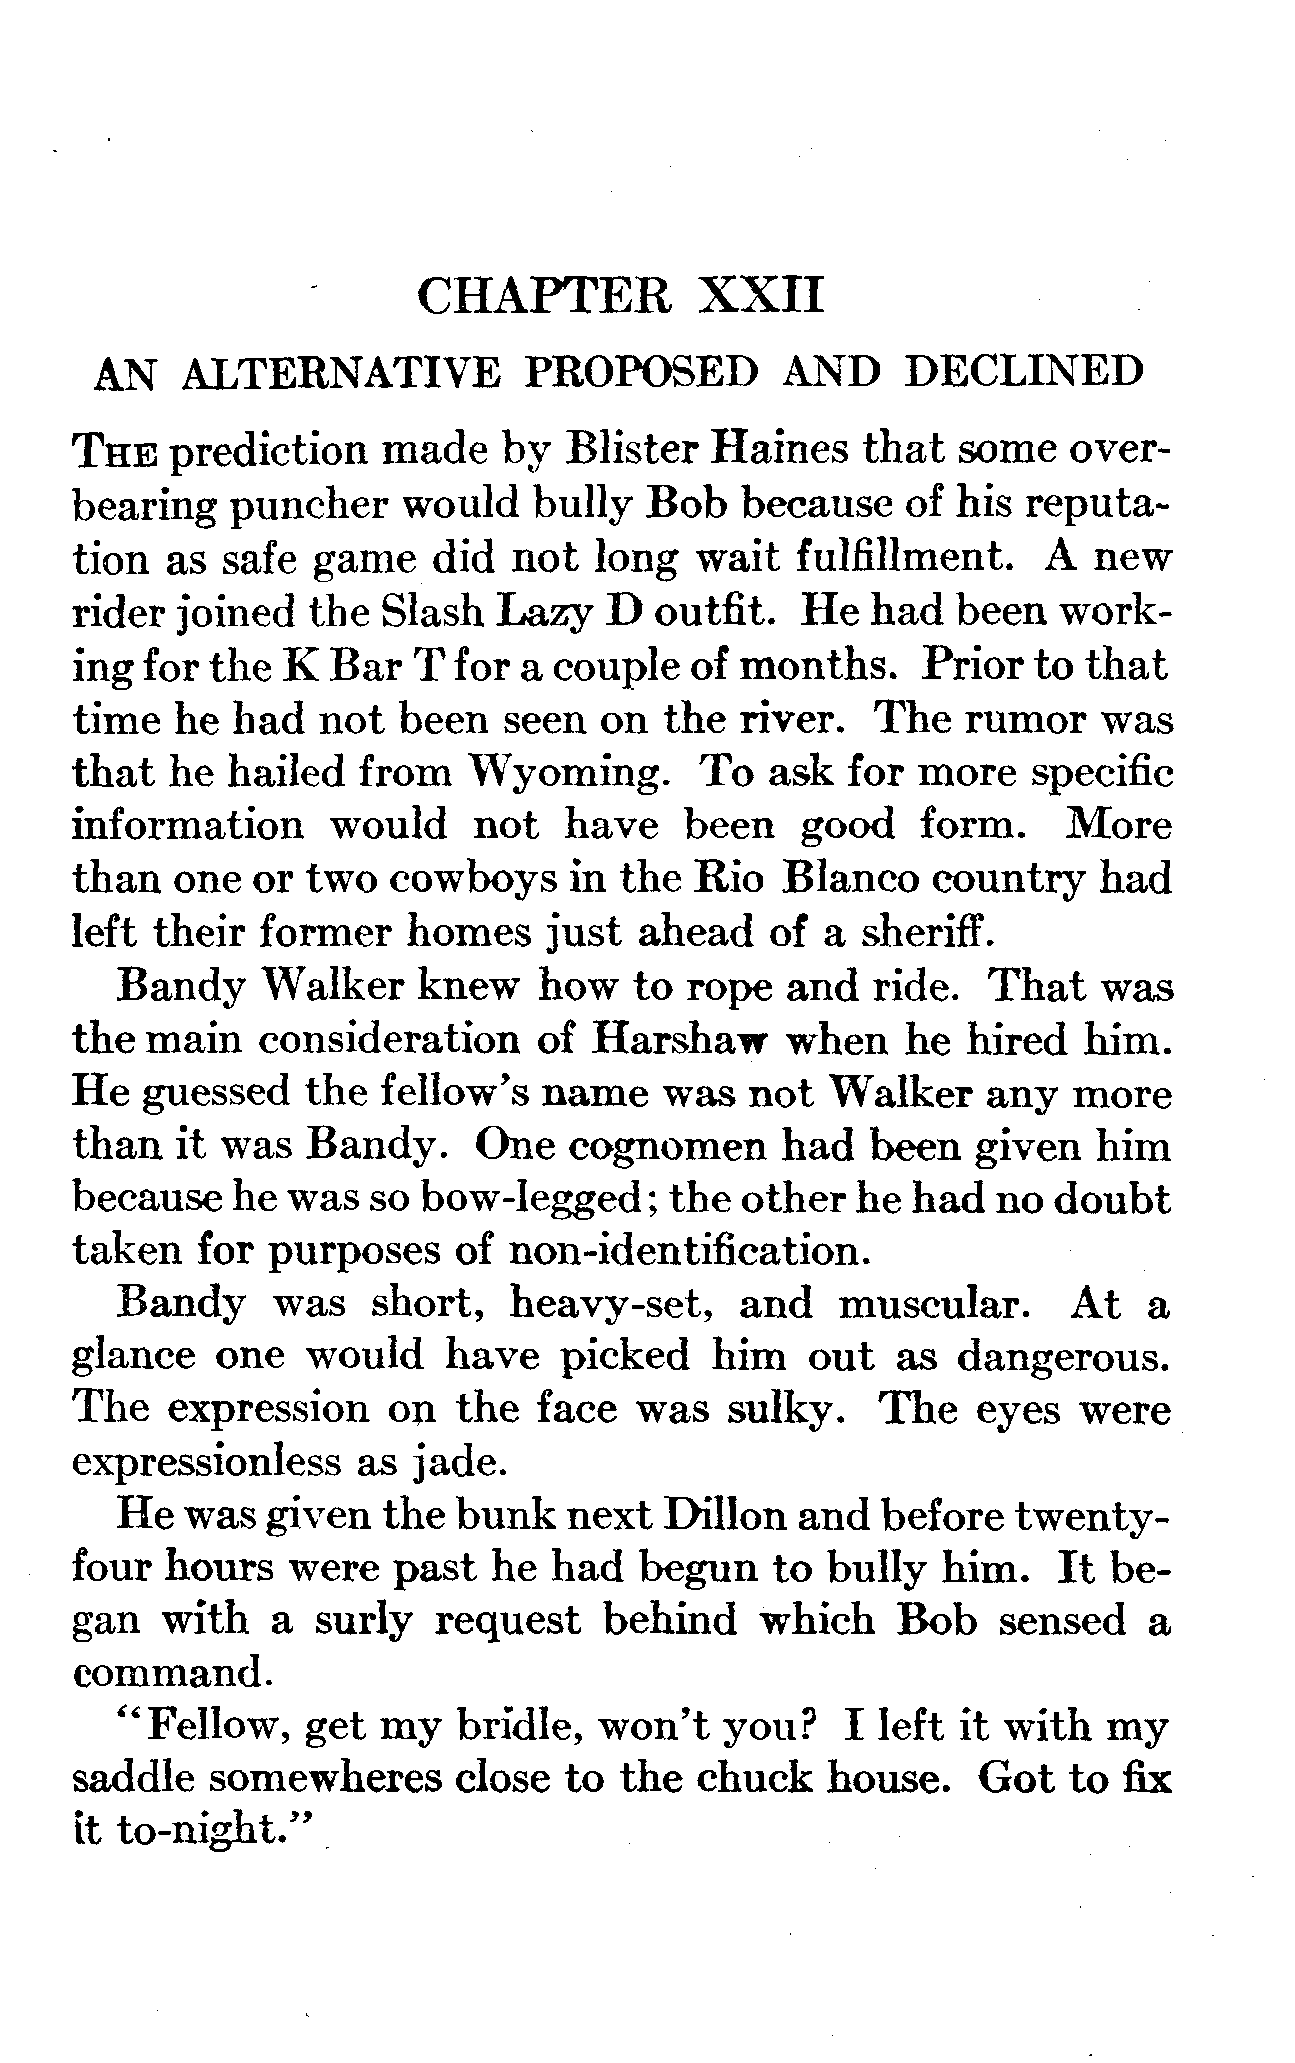 CHAPTER XXII
AN ALTERNATIVE PROPOSED AND DECLINED
THE prediction made by Blister Haines that some over-
bearing puncher would bully Bob because of his reputa-
tion as safe game did not long wait fulfillment. A new
rider joined the Slash Lazy D outfit. He had been work-
ing for the K Bar T for a couple of months. Prior to that
time he had not been seen on the river. The rumor was
that he hailed from Wyoming. To ask for more specific
information would not have been good form. More
than one or two cowboys in the Rio Blanco country had
left their former homes just ahead of a sheriff.
Bandy Walker knew how to rope and ride. That was
the main consideration of Harshaw when he hired him.
He guessed the fellow's name was not Walker any more
than it was Bandy. One cognomen had been given him
because he was so bow-legged; the other he had no doubt
taken for purposes of non-identification.
Bandy was short, heavy-set, and muscular. At a
glance one would have picked him out as dangerous.
The expression on the face was sulky. The eyes were
expressionless as jade.
He was given the bunk next Dillon and before twenty-
four hours were past he had begun to bully him. It be-
gan with a surly request behind which Bob sensed a
command.
"Fellow, get my bridle, won't you? I left it with my
saddle somewheres close to the chuck house. Got to fix
it to-night."